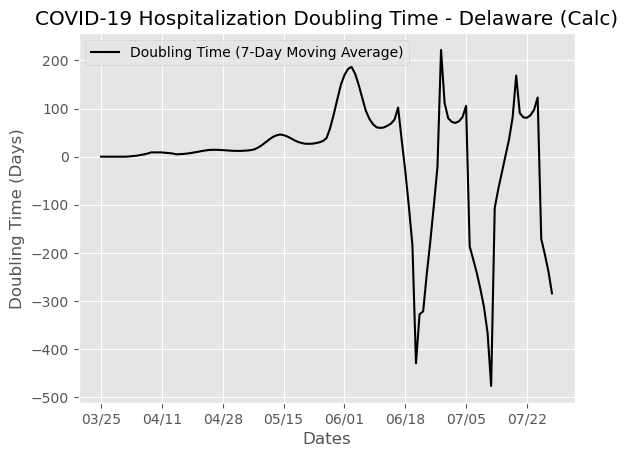 COVID-19 Hospitalization Doubling Time - Delaware (Calc)
Doubling Time (7-Day Moving Average)
Doubling Time (Days)
200
100
0
−100
−200
−300
−400
−500
03/25 04/11 04/28 05/15 06/01 06/18 07/05 07/22
Dates